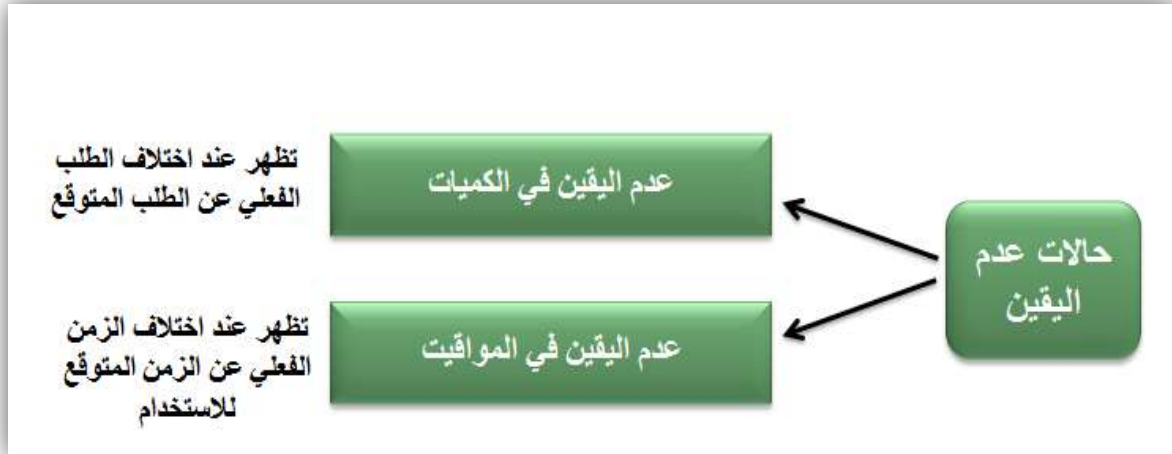 حالات عدم
اليقين
عدم اليقين في الكميات
تظهر عند اختلاف الطلب
الفعلي عن الطلب المتوقع
عدم اليقين في المواقيت
تظهر عند اختلاف الزمن
الفعلي عن الزمن المتوقع
للاستخدام